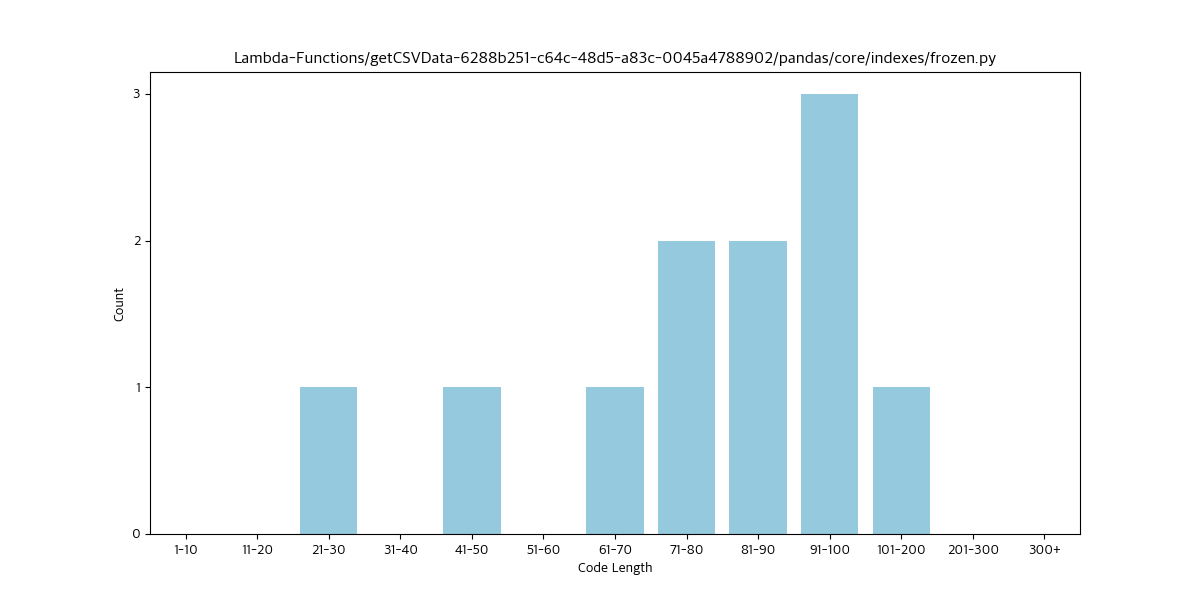 Lambda-Functions/getCSVData-6288b251-c64c-48d5-a83c-0045a4788902/pandas/core/indexes/frozen.py
3
2
1
0
Count
1-10 11-20 21-30 31-40 41-50 51-60 61-70 71-80 81-90 91-100 101-200 201-300 300+
Code Length